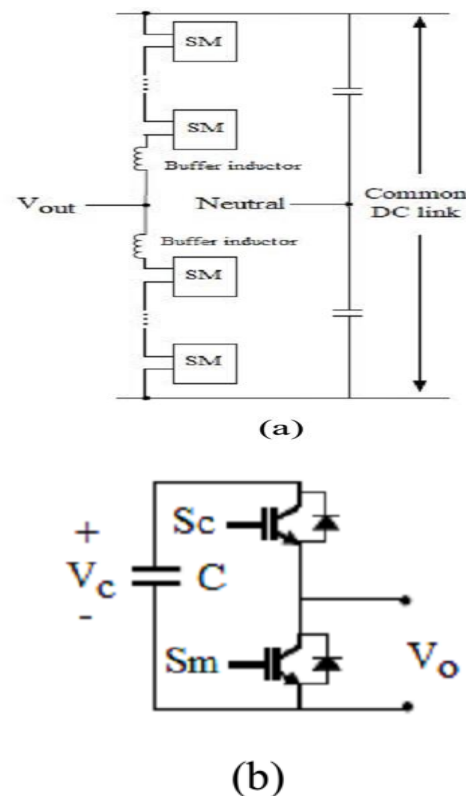 SM
SM
Buffer inductor
Vout
Neutral
Common
DC link
Buffer inductor
SM
SM
(a)
Sc
+
Vc
-
C
Sm
Vo
(b)